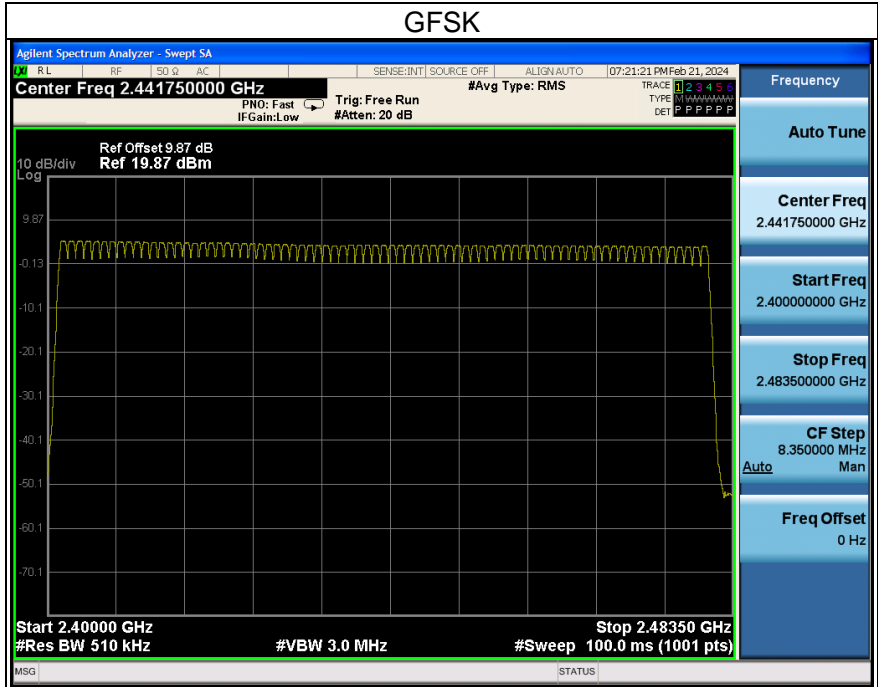 GFSK
Agilent Spectrum Analyzer - Swept SA
LXI RL RF 50 Ω AC SENSE:INT SOURCE OFF ALIGN AUTO 07:21:21 PM Feb 21, 2024
Center Freq 2.441750000 GHz #Avg Type: RMS TRACE 1 2 3 4 5 6
PNO: Fast Trig: Free Run TYPE M WWWWW
IFGain:Low #Atten: 20 dB DET P P P P P P
Frequency
Auto Tune
Center Freq
2.441750000 GHz
Start Freq
2.400000000 GHz
Stop Freq
2.483500000 GHz
CF Step
8.350000 MHz
Auto Man
Freq Offset
0 Hz
Ref Offset 9.87 dB
10 dB/div Ref 19.87 dBm
Log
9.87
-0.13
-10.1
-20.1
-30.1
-40.1
-50.1
-60.1
-70.1
Start 2.40000 GHz Stop 2.48350 GHz
#Res BW 510 kHz #VBW 3.0 MHz #Sweep 100.0 ms (1001 pts)
MSG STATUS